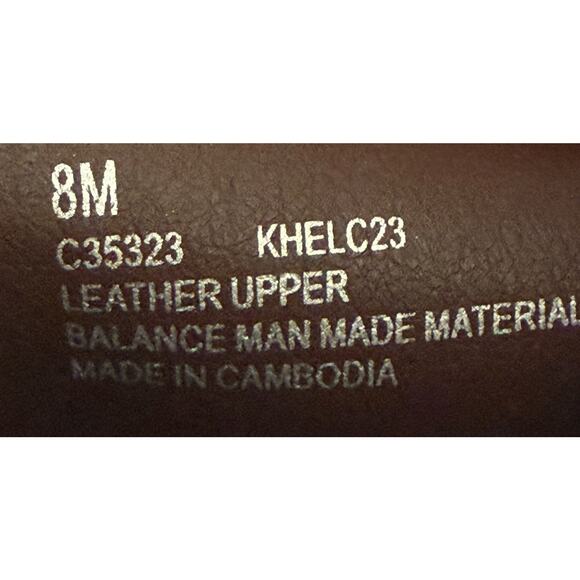 8M
C35323 KHELC23
LEATHER UPPER
BALANCE MAN MADE MATERIAL
MADE IN CAMBODIA